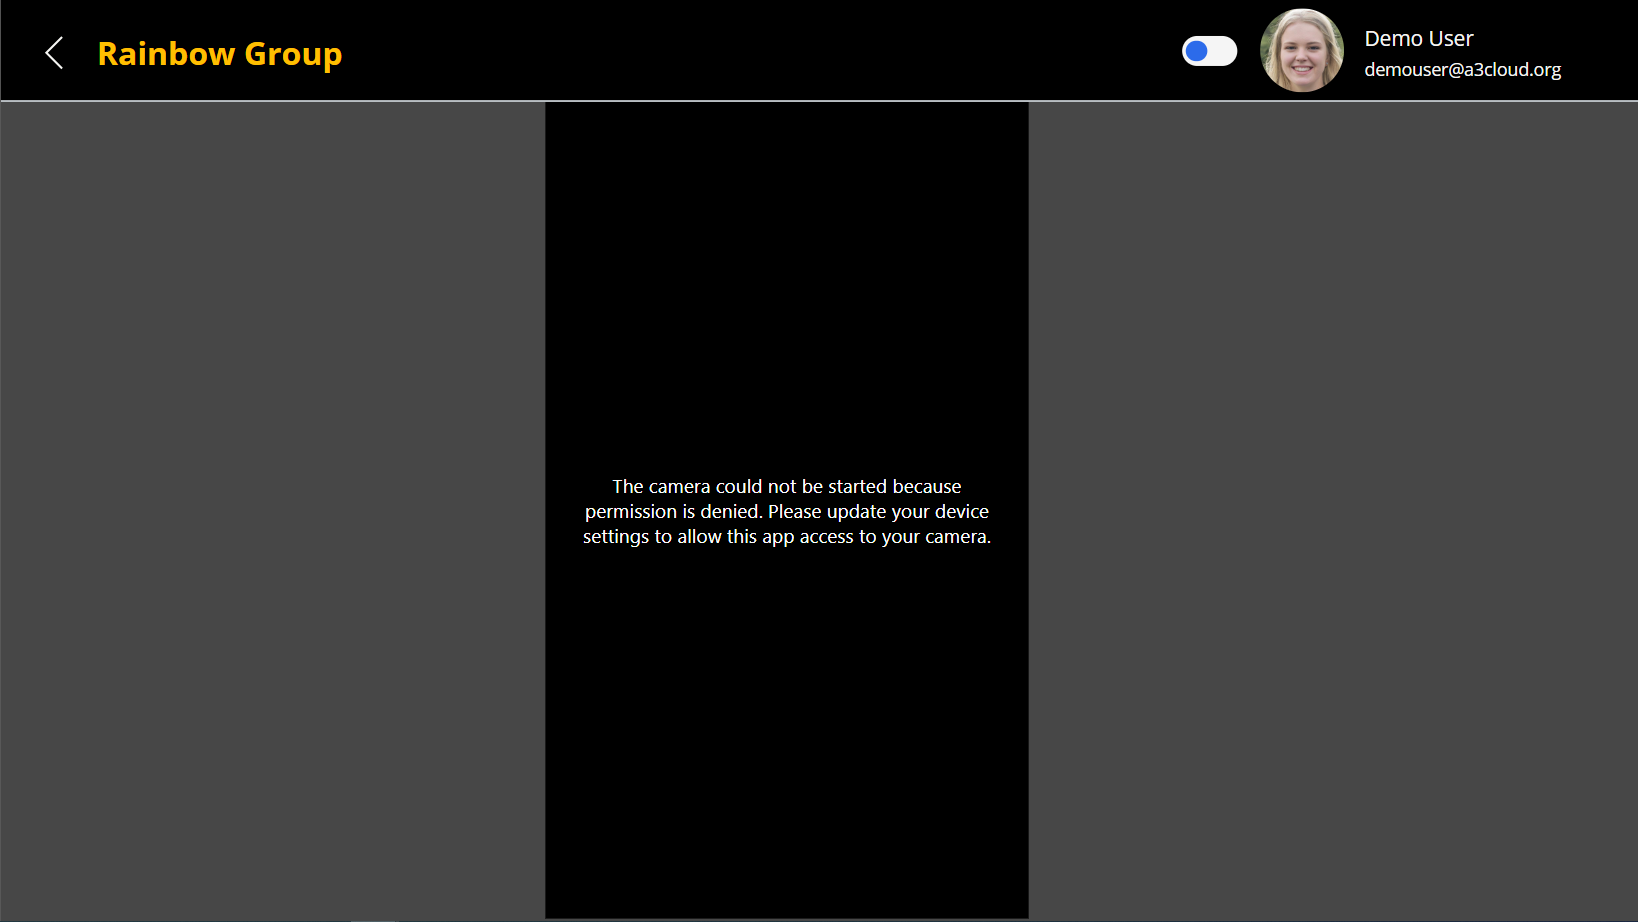 Rainbow Group
Demo User
demouser@a3cloud.org
The camera could not be started because
permission is denied. Please update your device
settings to allow this app access to your camera.